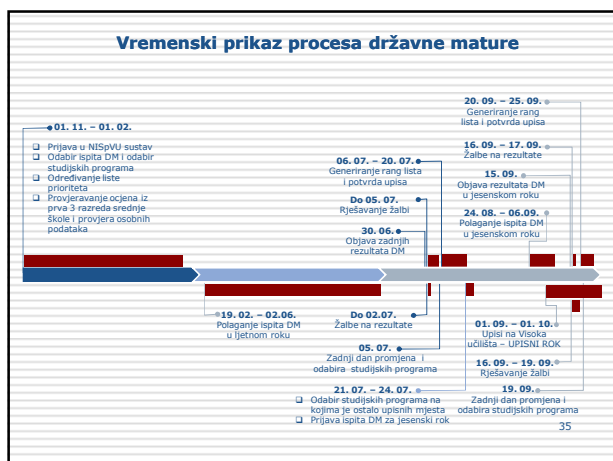 Vremenski prikaz procesa državne mature
01. 11. – 01. 02.
Prijava u NISpVU sustav
Odabir ispita DM i odabir
studijskih programa
Određivanje liste
prioriteta
Provjeravanje ocjena iz
prva 3 razreda srednje
škole i provjera osobnih
podataka
06. 07. – 20. 07.
Generiranje rang lista
i potvrda upisa
Do 05. 07.
Rješavanje žalbi
30. 06.
Objava zadnjih
rezultata DM
20. 09. – 25. 09.
Generiranje rang
lista i potvrda upisa
16. 09. – 17. 09.
Žalbe na rezultate
15. 09.
Objava rezultata DM
u jesenskom roku
24. 08. – 06.09.
Polaganje ispita DM
u jesenskom roku
19. 02. – 02.06.
Polaganje ispita DM
u ljetnom roku
Do 02.07.
Žalbe na rezultate
05. 07.
Zadnji dan promjena i
odabira studijskih programa
21. 07. – 24. 07.
Odabir studijskih programa na
kojima je ostalo upisnih mjesta
Prijava ispita DM za jesenski rok
01. 09. – 01. 10.
Upisi na Visoka
učilišta – UPISNI ROK
16. 09. – 19. 09.
Rješavanje žalbi
19. 09.
Zadnji dan promjena i
odabira studijskih programa
35